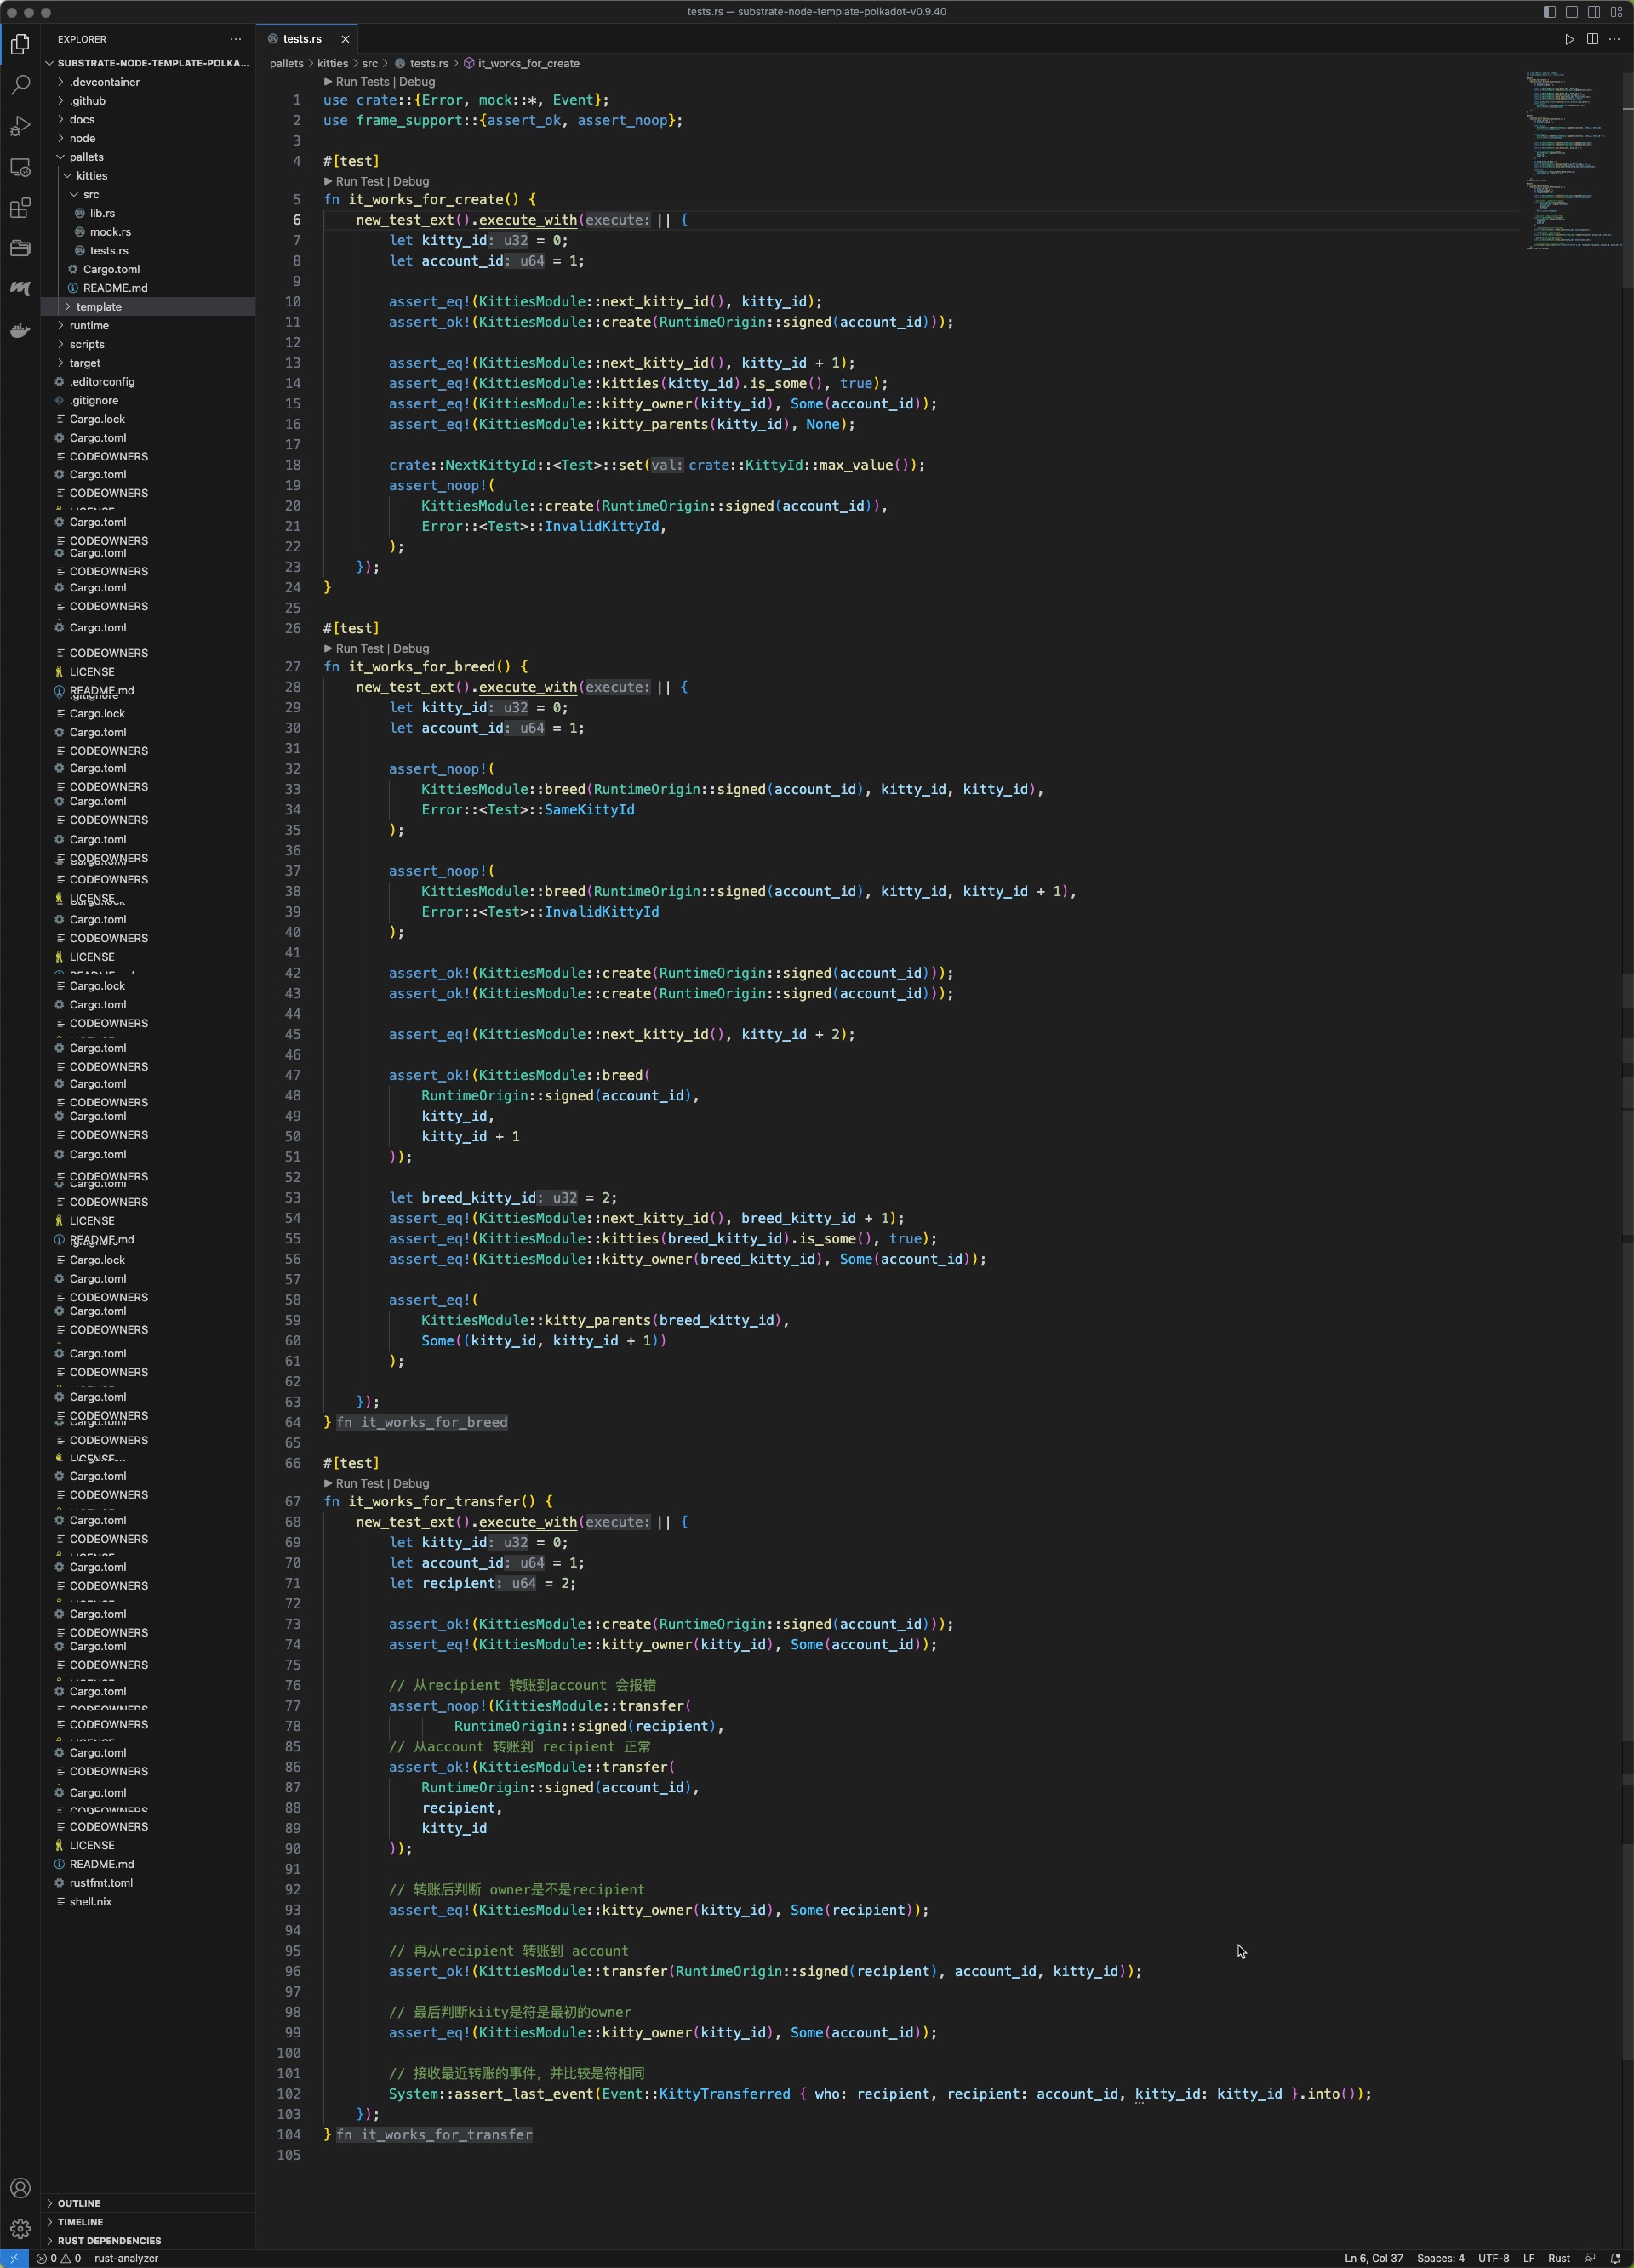 tests.rs — substrate-node-template-polkadot-v0.9.40
EXPLORER
SUBSTRATE-NODE-TEMPLATE-POLKA...
.devcontainer
.github
docs
node
pallets
kitties
src
lib.rs
mock.rs
tests.rs
Cargo.toml
README.md
template
runtime
scripts
target
.editorconfig
.gitignore
Cargo.lock
Cargo.toml
CODEOWNERS
Cargo.toml
CODEOWNERS
Cargo.toml
CODEOWNERS
Cargo.toml
CODEOWNERS
Cargo.toml
CODEOWNERS
Cargo.toml
CODEOWNERS
LICENSE
README.md
Cargo.lock
Cargo.toml
CODEOWNERS
Cargo.toml
CODEOWNERS
Cargo.toml
CODEOWNERS
Cargo.toml
CODEOWNERS
CODEOWNERS
LICENSE
Cargo.toml
CODEOWNERS
LICENSE
Cargo.lock
Cargo.toml
CODEOWNERS
Cargo.toml
CODEOWNERS
Cargo.toml
CODEOWNERS
Cargo.toml
CODEOWNERS
Cargo.toml
CODEOWNERS
CODEOWNERS
LICENSE
README.md
Cargo.lock
Cargo.toml
CODEOWNERS
Cargo.toml
CODEOWNERS
Cargo.toml
CODEOWNERS
Cargo.toml
CODEOWNERS
CODEOWNERS
LICENSE
Cargo.toml
CODEOWNERS
Cargo.toml
CODEOWNERS
Cargo.toml
CODEOWNERS
Cargo.toml
CODEOWNERS
Cargo.toml
CODEOWNERS
Cargo.toml
CODEOWNERS
Cargo.toml
CODEOWNERS
Cargo.toml
CODEOWNERS
CODEOWNERS
LICENSE
README.md
rustfmt.toml
shell.nix
OUTLINE
TIMELINE
RUST DEPENDENCIES
tests.rs
pallets > kitties > src > tests.rs > it_works_for_create
Run Tests | Debug
1 use crate::{Error, mock::*, Event};
2 use frame_support::{assert_ok, assert_noop};
3
4 #[test]
Run Test | Debug
5 fn it_works_for_create() {
6 new_test_ext().execute_with(execute: || {
7 let kitty_id: u32 = 0;
8 let account_id: u64 = 1;
9
10 assert_eq!(KittiesModule::next_kitty_id(), kitty_id);
11 assert_ok!(KittiesModule::create(RuntimeOrigin::signed(account_id)));
12
13 assert_eq!(KittiesModule::next_kitty_id(), kitty_id + 1);
14 assert_eq!(KittiesModule::kitties(kitty_id).is_some(), true);
15 assert_eq!(KittiesModule::kitty_owner(kitty_id), Some(account_id));
16 assert_eq!(KittiesModule::kitty_parents(kitty_id), None);
17
18 crate::NextKittyId::<Test>::set(val: crate::KittyId::max_value());
19 assert_noop!(
20 KittiesModule::create(RuntimeOrigin::signed(account_id)),
21 Error::<Test>::InvalidKittyId,
22 );
23 });
24 }
25
26 #[test]
Run Test | Debug
27 fn it_works_for_breed() {
28 new_test_ext().execute_with(execute: || {
29 let kitty_id: u32 = 0;
30 let account_id: u64 = 1;
31
32 assert_noop!(
33 KittiesModule::breed(RuntimeOrigin::signed(account_id), kitty_id, kitty_id),
34 Error::<Test>::SameKittyId
35 );
36
37 assert_noop!(
38 KittiesModule::breed(RuntimeOrigin::signed(account_id), kitty_id, kitty_id + 1),
39 Error::<Test>::InvalidKittyId
40 );
41
42 assert_ok!(KittiesModule::create(RuntimeOrigin::signed(account_id)));
43 assert_ok!(KittiesModule::create(RuntimeOrigin::signed(account_id)));
44
45 assert_eq!(KittiesModule::next_kitty_id(), kitty_id + 2);
46
47 assert_ok!(KittiesModule::breed(
48 RuntimeOrigin::signed(account_id),
49 kitty_id,
50 kitty_id + 1
51 ));
52
53 let breed_kitty_id: u32 = 2;
54 assert_eq!(KittiesModule::next_kitty_id(), breed_kitty_id + 1);
55 assert_eq!(KittiesModule::kitties(breed_kitty_id).is_some(), true);
56 assert_eq!(KittiesModule::kitty_owner(breed_kitty_id), Some(account_id));
57
58 assert_eq!(
59 KittiesModule::kitty_parents(breed_kitty_id),
60 Some((kitty_id, kitty_id + 1))
61 );
62
63 });
64 } fn it_works_for_breed
65
66 #[test]
Run Test | Debug
67 fn it_works_for_transfer() {
68 new_test_ext().execute_with(execute: || {
69 let kitty_id: u32 = 0;
70 let account_id: u64 = 1;
71 let recipient: u64 = 2;
72
73 assert_ok!(KittiesModule::create(RuntimeOrigin::signed(account_id)));
74 assert_eq!(KittiesModule::kitty_owner(kitty_id), Some(account_id));
75
76 // 从recipient 转账到account 会报错
77 assert_noop!(KittiesModule::transfer(
78 RuntimeOrigin::signed(recipient),
85 // 从account 转账到 recipient 正常
86 assert_ok!(KittiesModule::transfer(
87 RuntimeOrigin::signed(account_id),
88 recipient,
89 kitty_id
90 ));
91
92 // 转账后判断 owner是不是recipient
93 assert_eq!(KittiesModule::kitty_owner(kitty_id), Some(recipient));
94
95 // 再从recipient 转账到 account
96 assert_ok!(KittiesModule::transfer(RuntimeOrigin::signed(recipient), account_id, kitty_id));
97
98 // 最后判断kiity是符是最初的owner
99 assert_eq!(KittiesModule::kitty_owner(kitty_id), Some(account_id));
100
101 // 接收最近转账的事件，并比较是符相同
102 System::assert_last_event(Event::KittyTransferred { who: recipient, recipient: account_id, kitty_id: kitty_id }.into());
103 });
104 } fn it_works_for_transfer
105
0 0 rust-analyzer
Ln 6, Col 37 Spaces: 4 UTF-8 LF Rust